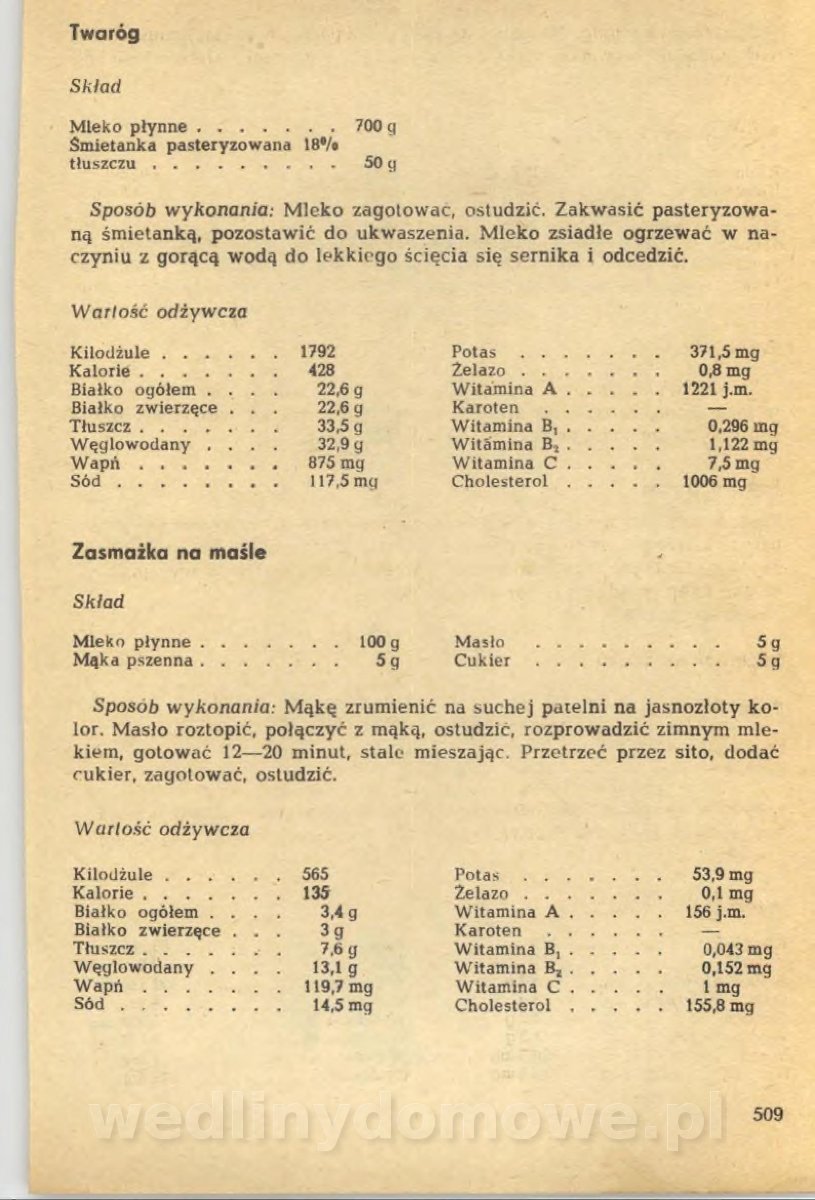 Twaróg
Skład
Mleko płynne . . . . . . . 700 g
Śmietanka pasteryzowana 18%
tłuszczu . . . . . . . . . 50 g
Sposób wykonania: Mleko zagotować, ostudzić. Zakwasić pasteryzowa-
ną śmietanką, pozostawić do ukwaszenia. Mleko zsiadłe ogrzewać w na-
czyniu z gorącą wodą do lekkiego ścięcia się sernika i odcedzić.
Wartość odżywcza
Kilodżule . . . . . . 1792
Kalorie . . . . . . . 428
Białko ogółem . . . . 22,6 g
Białko zwierzęce . . . 22,6 g
Tłuszcz . . . . . . . 33,5 g
Węglowodany . . . . 32,9 g
Wapń . . . . . . . 875 mg
Sód . . . . . . . . 117,5 mg
Potas . . . . . . . 371,5 mg
Żelazo . . . . . . . 0,8 mg
Witamina A . . . . . 1221 j.m.
Karoten . . . . . . —
Witamina B₁ . . . . . 0,296 mg
Witamina B₂ . . . . . 1,122 mg
Witamina C . . . . . 7,5 mg
Cholesterol . . . . . 1006 mg
Zasmażka na maśle
Skład
Mleko płynne . . . . . . . 100 g
Mąka pszenna . . . . . . . 5 g
Masło . . . . . . . . . 5 g
Cukier . . . . . . . . . 5 g
Sposób wykonania: Mąkę zrumienić na suchej patelni na jasnozłoty ko-
lor. Masło roztopić, połączyć z mąką, ostudzić, rozprowadzić zimnym mle-
kiem, gotować 12—20 minut, stale mieszając. Przetrzeć przez sito, dodać
cukier, zagotować, ostudzić.
Wartość odżywcza
Kilodżule . . . . . . 565
Kalorie . . . . . . . 135
Białko ogółem . . . . 3,4 g
Białko zwierzęce . . . 3 g
Tłuszcz . . . . . . . 7,6 g
Węglowodany . . . . 13,1 g
Wapń . . . . . . . 119,7 mg
Sód . . . . . . . . 14,5 mg
Potas . . . . . . . 53,9 mg
Żelazo . . . . . . . 0,1 mg
Witamina A . . . . . 156 j.m.
Karoten . . . . . . —
Witamina B₁ . . . . . 0,043 mg
Witamina B₂ . . . . . 0,152 mg
Witamina C . . . . . 1 mg
Cholesterol . . . . . 155,8 mg
wedlinydomowe.pl
509